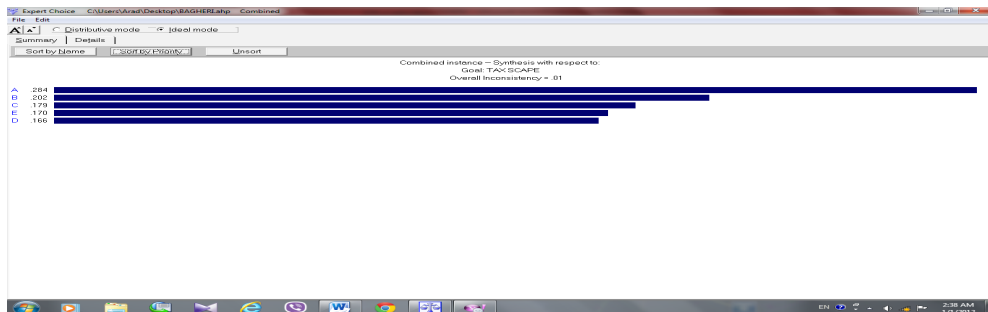 Expert Choice C:\Users\Arad\Desktop\BAGHERI.ahp Combined
File Edit
A A Distributive mode Ideal mode
Summary Details
Sort by Name Sort by Priority Unsort
Combined instance -- Synthesis with respect to:
Goal: TAX SCAPE
Overall Inconsistency = .01
A .284
B .202
C .179
E .170
D .166
W
EN 2:38 AM